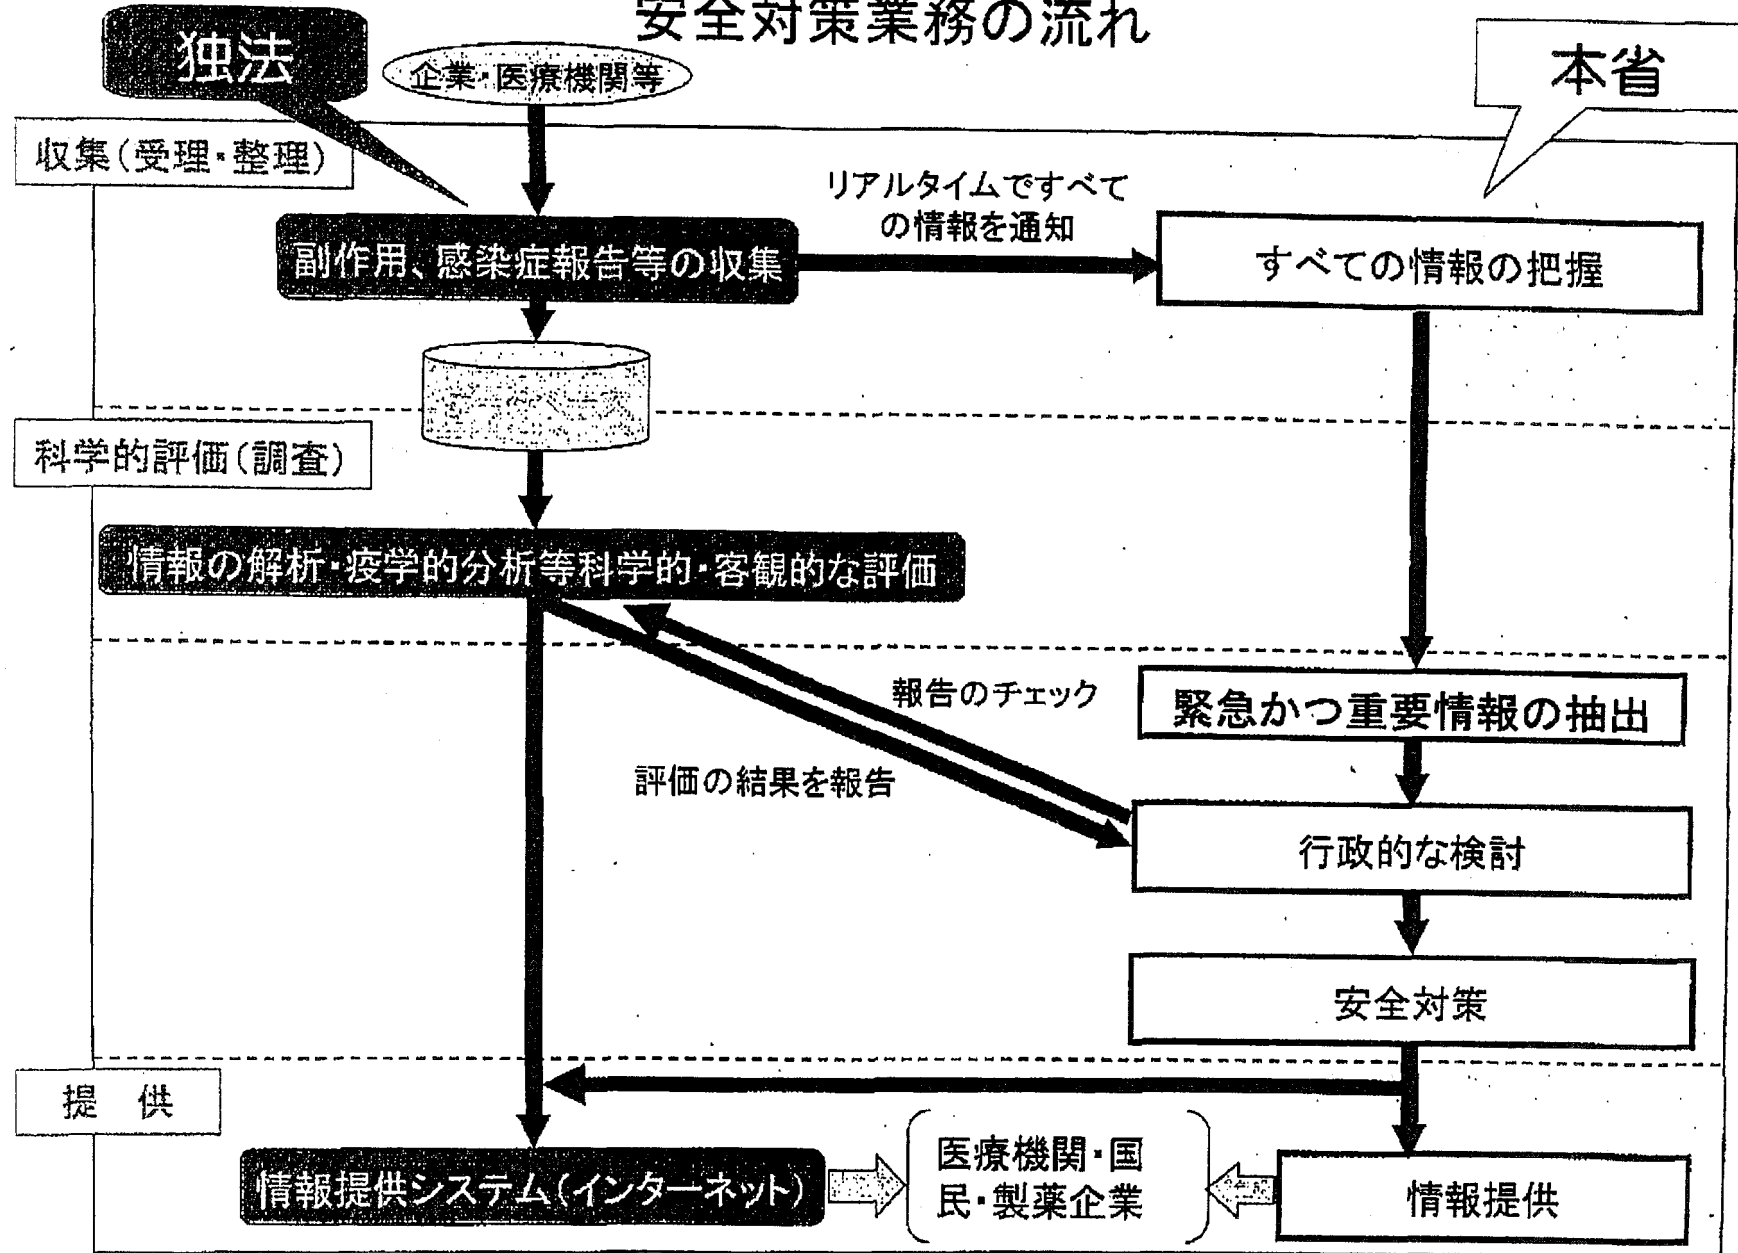 安全対策業務の流れ
独法
企業・医療機関等
本省
収集(受理・整理)
リアルタイムですべて
の情報を通知
副作用、感染症報告等の収集
すべての情報の把握
データベース
科学的評価(調査)
情報の解析・疫学的分析等科学的・客観的な評価
報告のチェック
緊急かつ重要情報の抽出
評価の結果を報告
行政的な検討
安全対策
提 供
情報提供システム(インターネット)
医療機関・国
民・製薬企業
情報提供